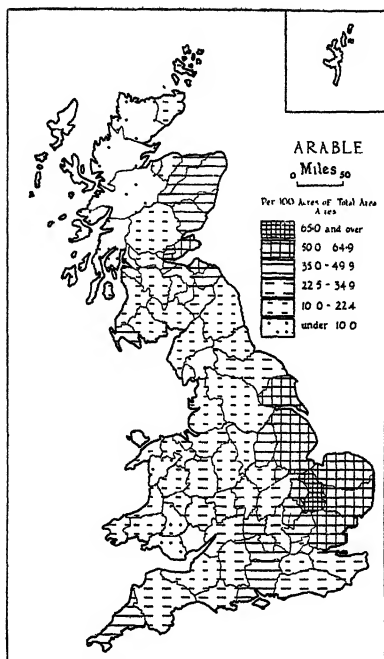 ARABLE
Miles
0 50
Per 100 Acres of Total Area
Acres
65.0 and over
50.0 64.9
35.0 - 49.9
22.5 - 34.9
10.0 - 22.4
under 10.0